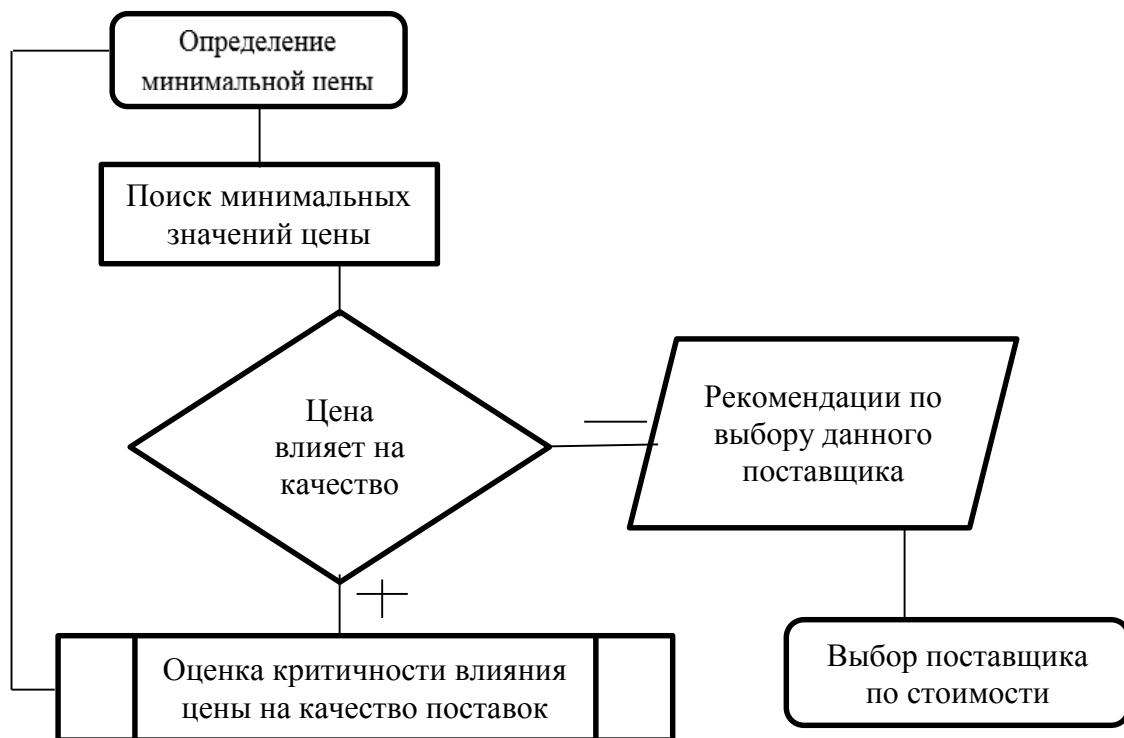 Определение
минимальной цены
Поиск минимальных
значений цены
Цена
влияет на
качество
Рекомендации по
выбору данного
поставщика
Оценка критичности влияния
цены на качество поставок
Выбор поставщика
по стоимости